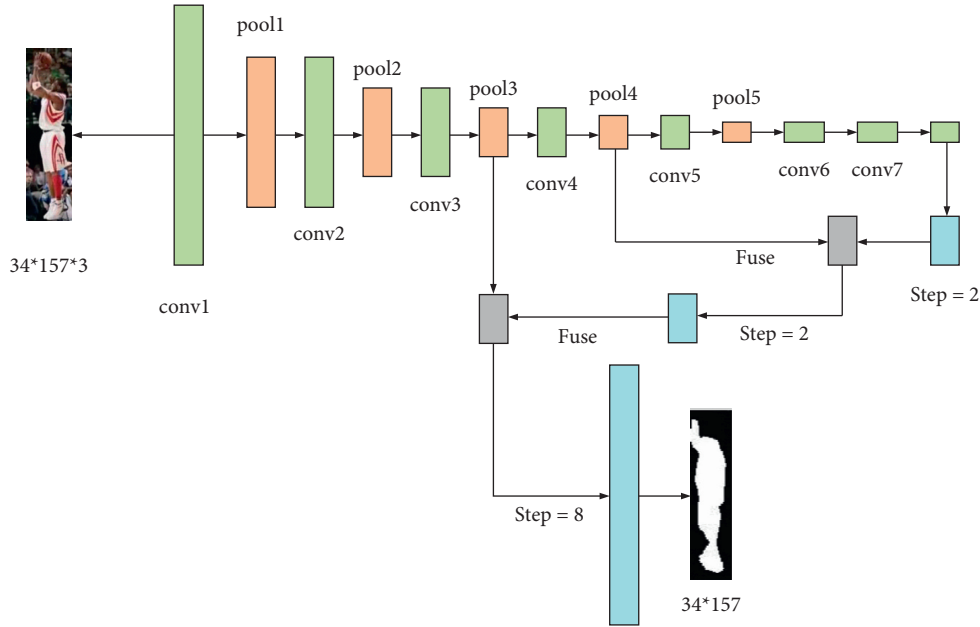 pool1
pool2
pool3
pool4
pool5
conv6
conv7
conv5
conv4
conv3
conv2
conv1
34*157*3
Fuse
Step = 2
Fuse
Step = 2
Step = 8
34*157